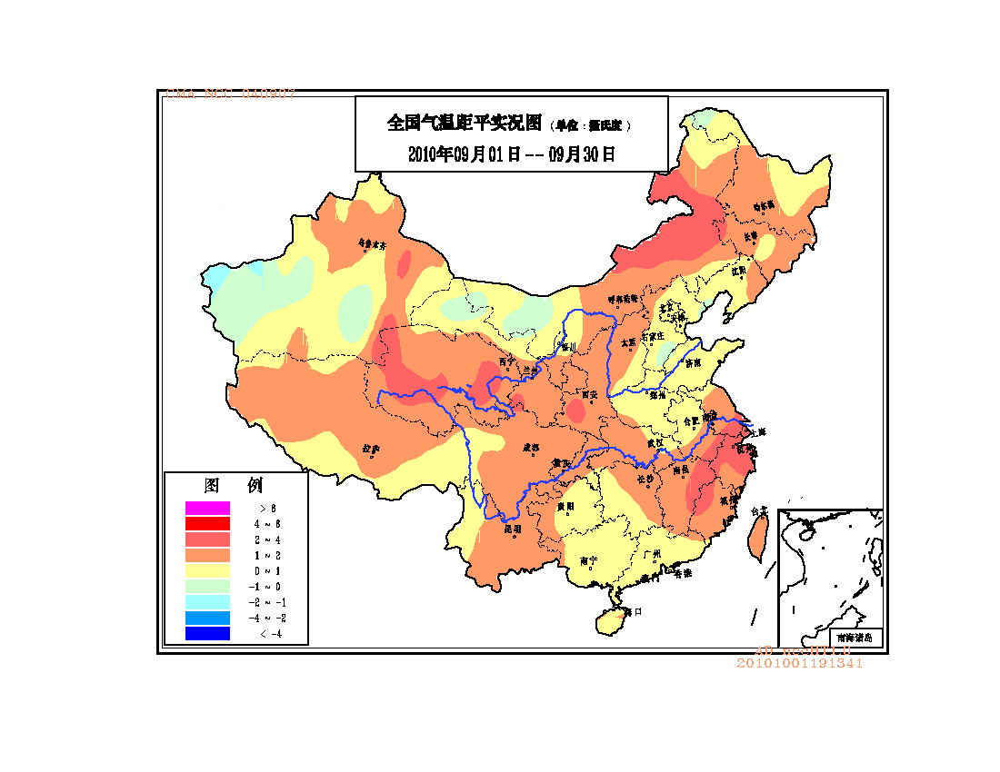 CMA NCC 040902
全国气温距平实况图（单位：摄氏度）
2010年09月01日--09月30日
哈尔滨
长春
乌鲁木齐
沈阳
呼和浩特
北京
天津
石家庄
太原
银川
西宁
兰州
济南
西安
郑州
合肥
南京
上海
拉萨
成都
武汉
杭州
重庆
南昌
长沙
福州
贵阳
台北
昆明
南宁
广州
澳门
香港
海口
图 例
> 6
4 ~ 6
2 ~ 4
1 ~ 2
0 ~ 1
-1 ~ 0
-2 ~ -1
-4 ~ -2
< -4
南海诸岛
20101001191341